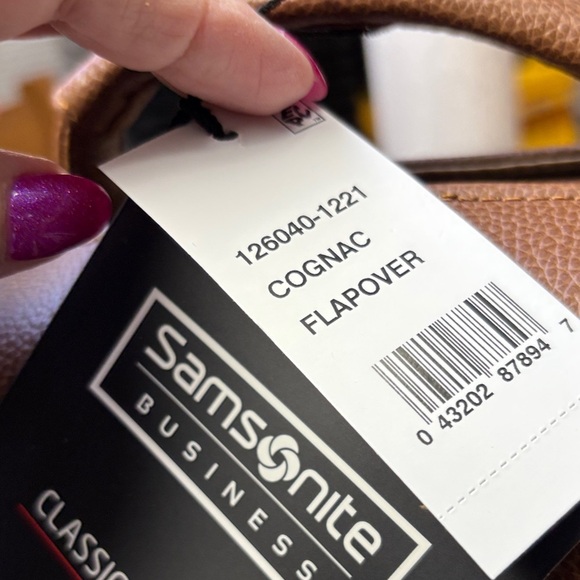 126040-1221
COGNAC
FLAPOVER
0 43202 87894 7
Samsonite
BUSINESS